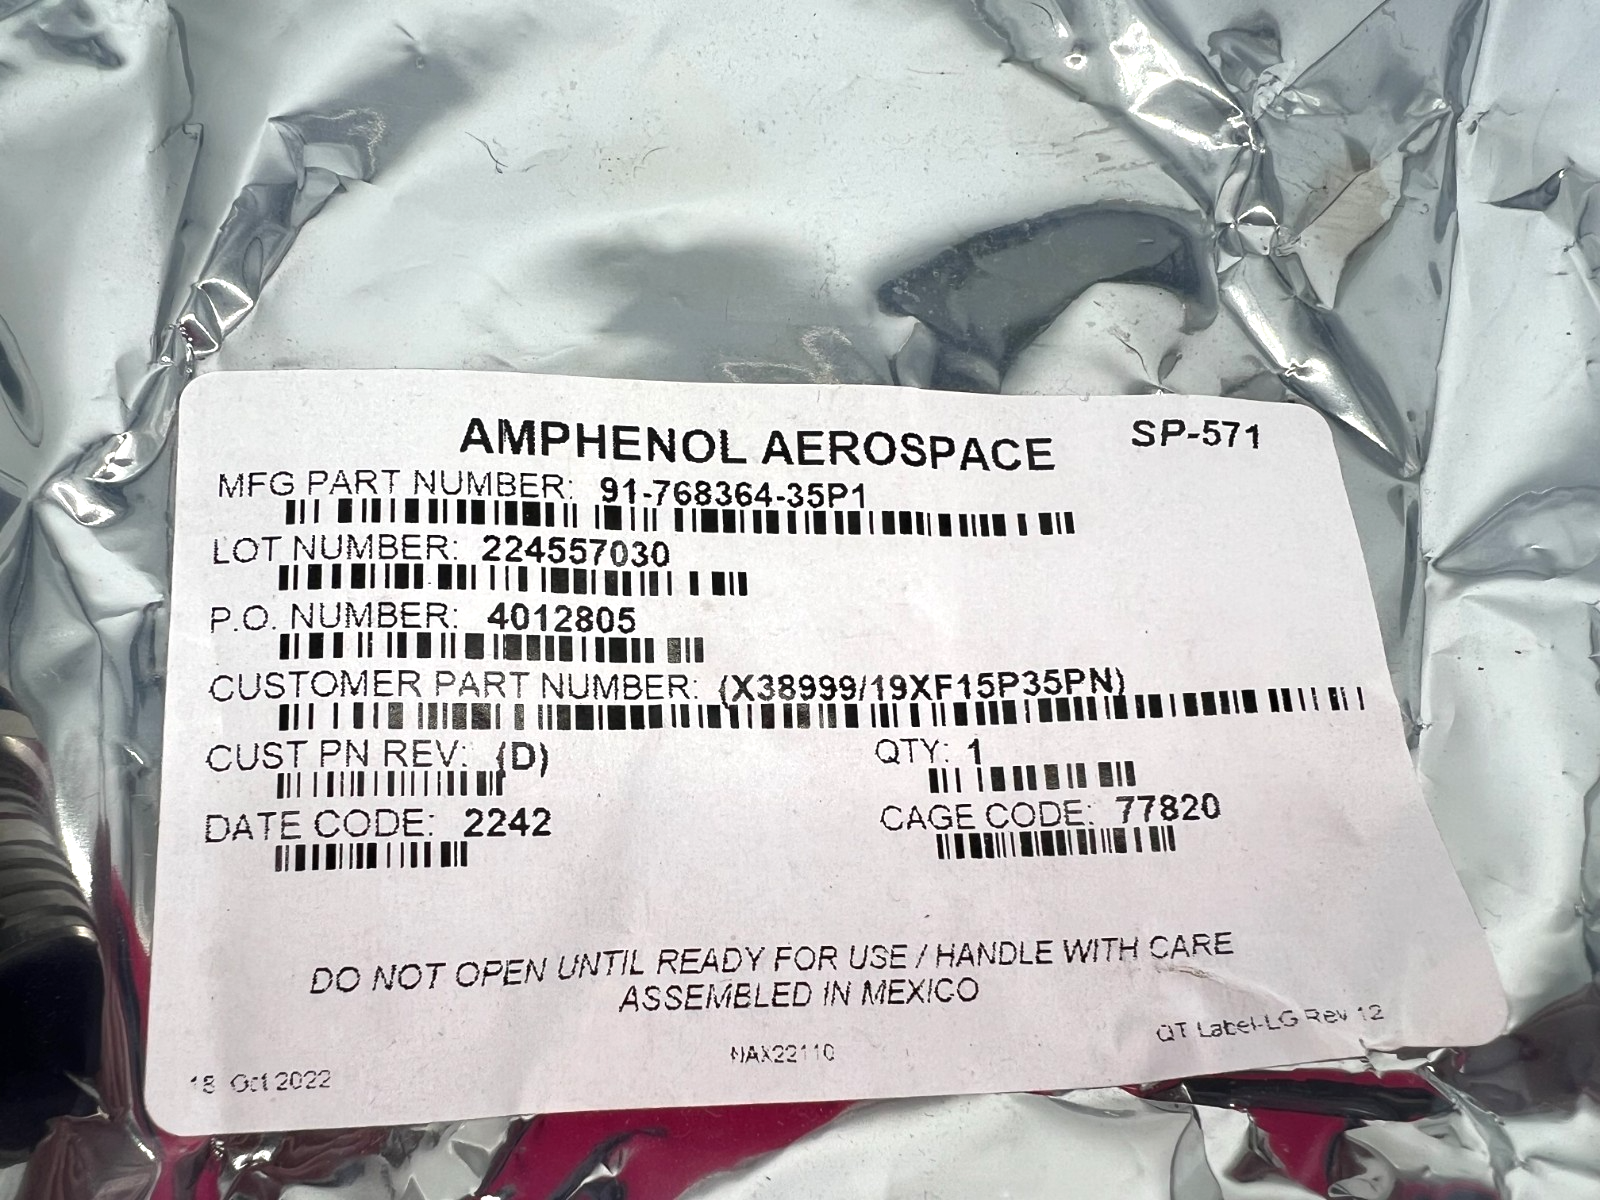 AMPHENOL AEROSPACE SP-571
MFG PART NUMBER: 91-768364-35P1
LOT NUMBER: 224557030
P.O. NUMBER: 4012805
CUSTOMER PART NUMBER: (X38999/19XF15P35PN)
CUST PN REV: (D) QTY: 1
DATE CODE: 2242 CAGE CODE: 77820
DO NOT OPEN UNTIL READY FOR USE / HANDLE WITH CARE
ASSEMBLED IN MEXICO
QT Label-LG Rev 12
NAX22110
18 Oct 2022